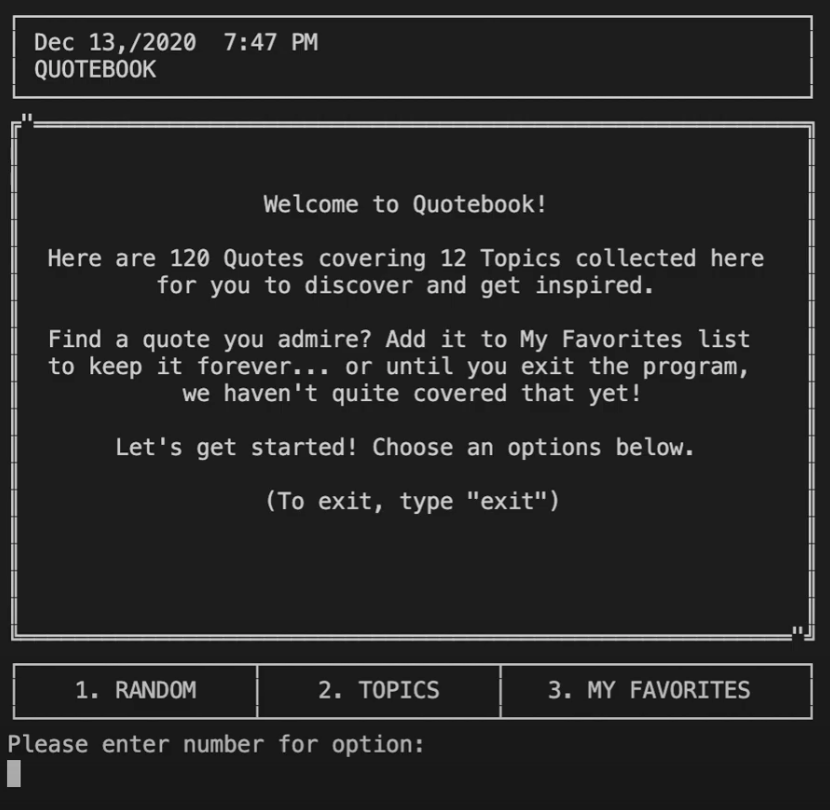 Dec 13,/2020  7:47 PM
QUOTEBOOK
"
Welcome to Quotebook!
Here are 120 Quotes covering 12 Topics collected here
for you to discover and get inspired.
Find a quote you admire? Add it to My Favorites list
to keep it forever... or until you exit the program,
we haven't quite covered that yet!
Let's get started! Choose an options below.
(To exit, type "exit")
"
1. RANDOM 2. TOPICS 3. MY FAVORITES
Please enter number for option: